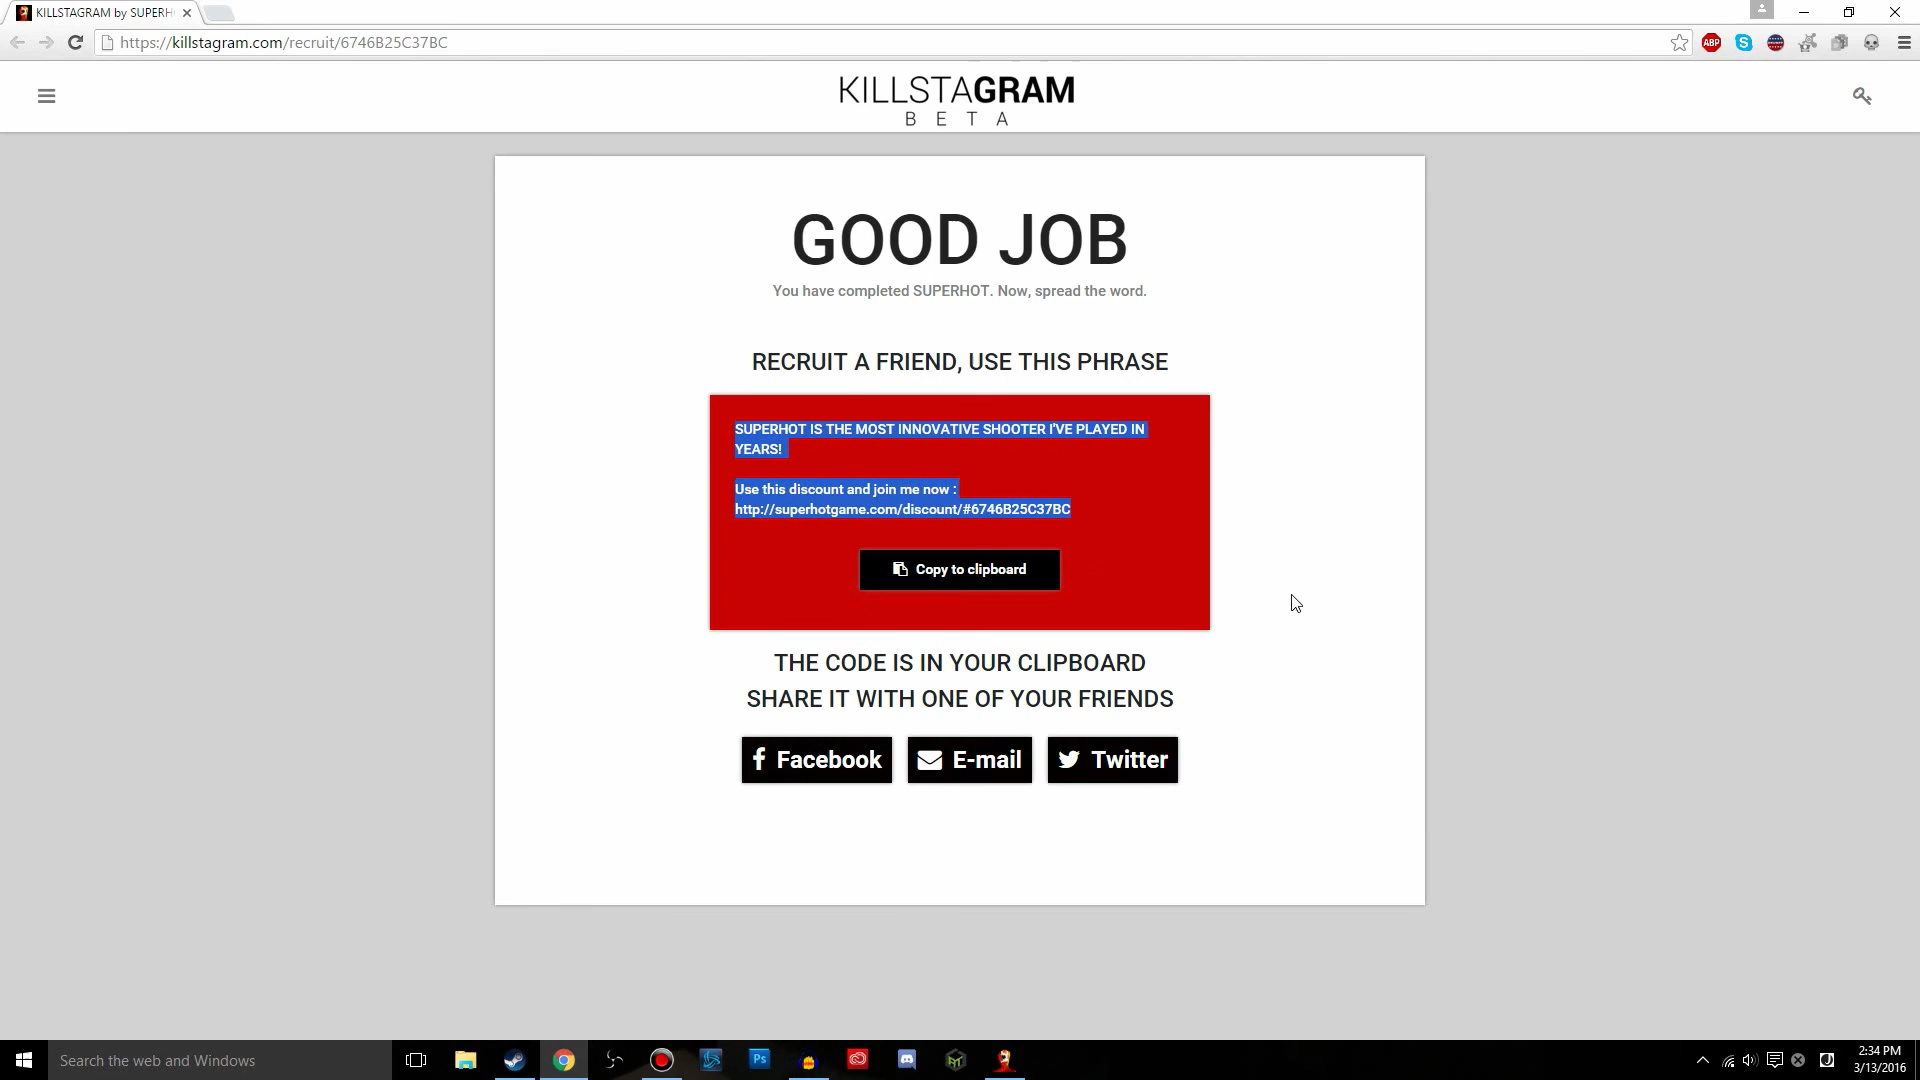 KILLSTAGRAM by SUPERH
https://killstagram.com/recruit/6746B25C37BC
ABP
KILLSTAGRAM
BETA
GOOD JOB
You have completed SUPERHOT. Now, spread the word.
RECRUIT A FRIEND, USE THIS PHRASE
SUPERHOT IS THE MOST INNOVATIVE SHOOTER I'VE PLAYED IN
YEARS!
Use this discount and join me now :
http://superhotgame.com/discount/#6746B25C37BC
Copy to clipboard
THE CODE IS IN YOUR CLIPBOARD
SHARE IT WITH ONE OF YOUR FRIENDS
Facebook E-mail Twitter
Search the web and Windows
Ps
2:34 PM
3/13/2016